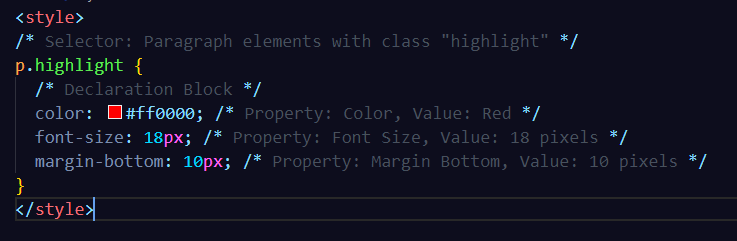 <style>
/* Selector: Paragraph elements with class "highlight" */
p.highlight {
  /* Declaration Block */
  color: #ff0000; /* Property: Color, Value: Red */
  font-size: 18px; /* Property: Font Size, Value: 18 pixels */
  margin-bottom: 10px; /* Property: Margin Bottom, Value: 10 pixels */
}
</style>